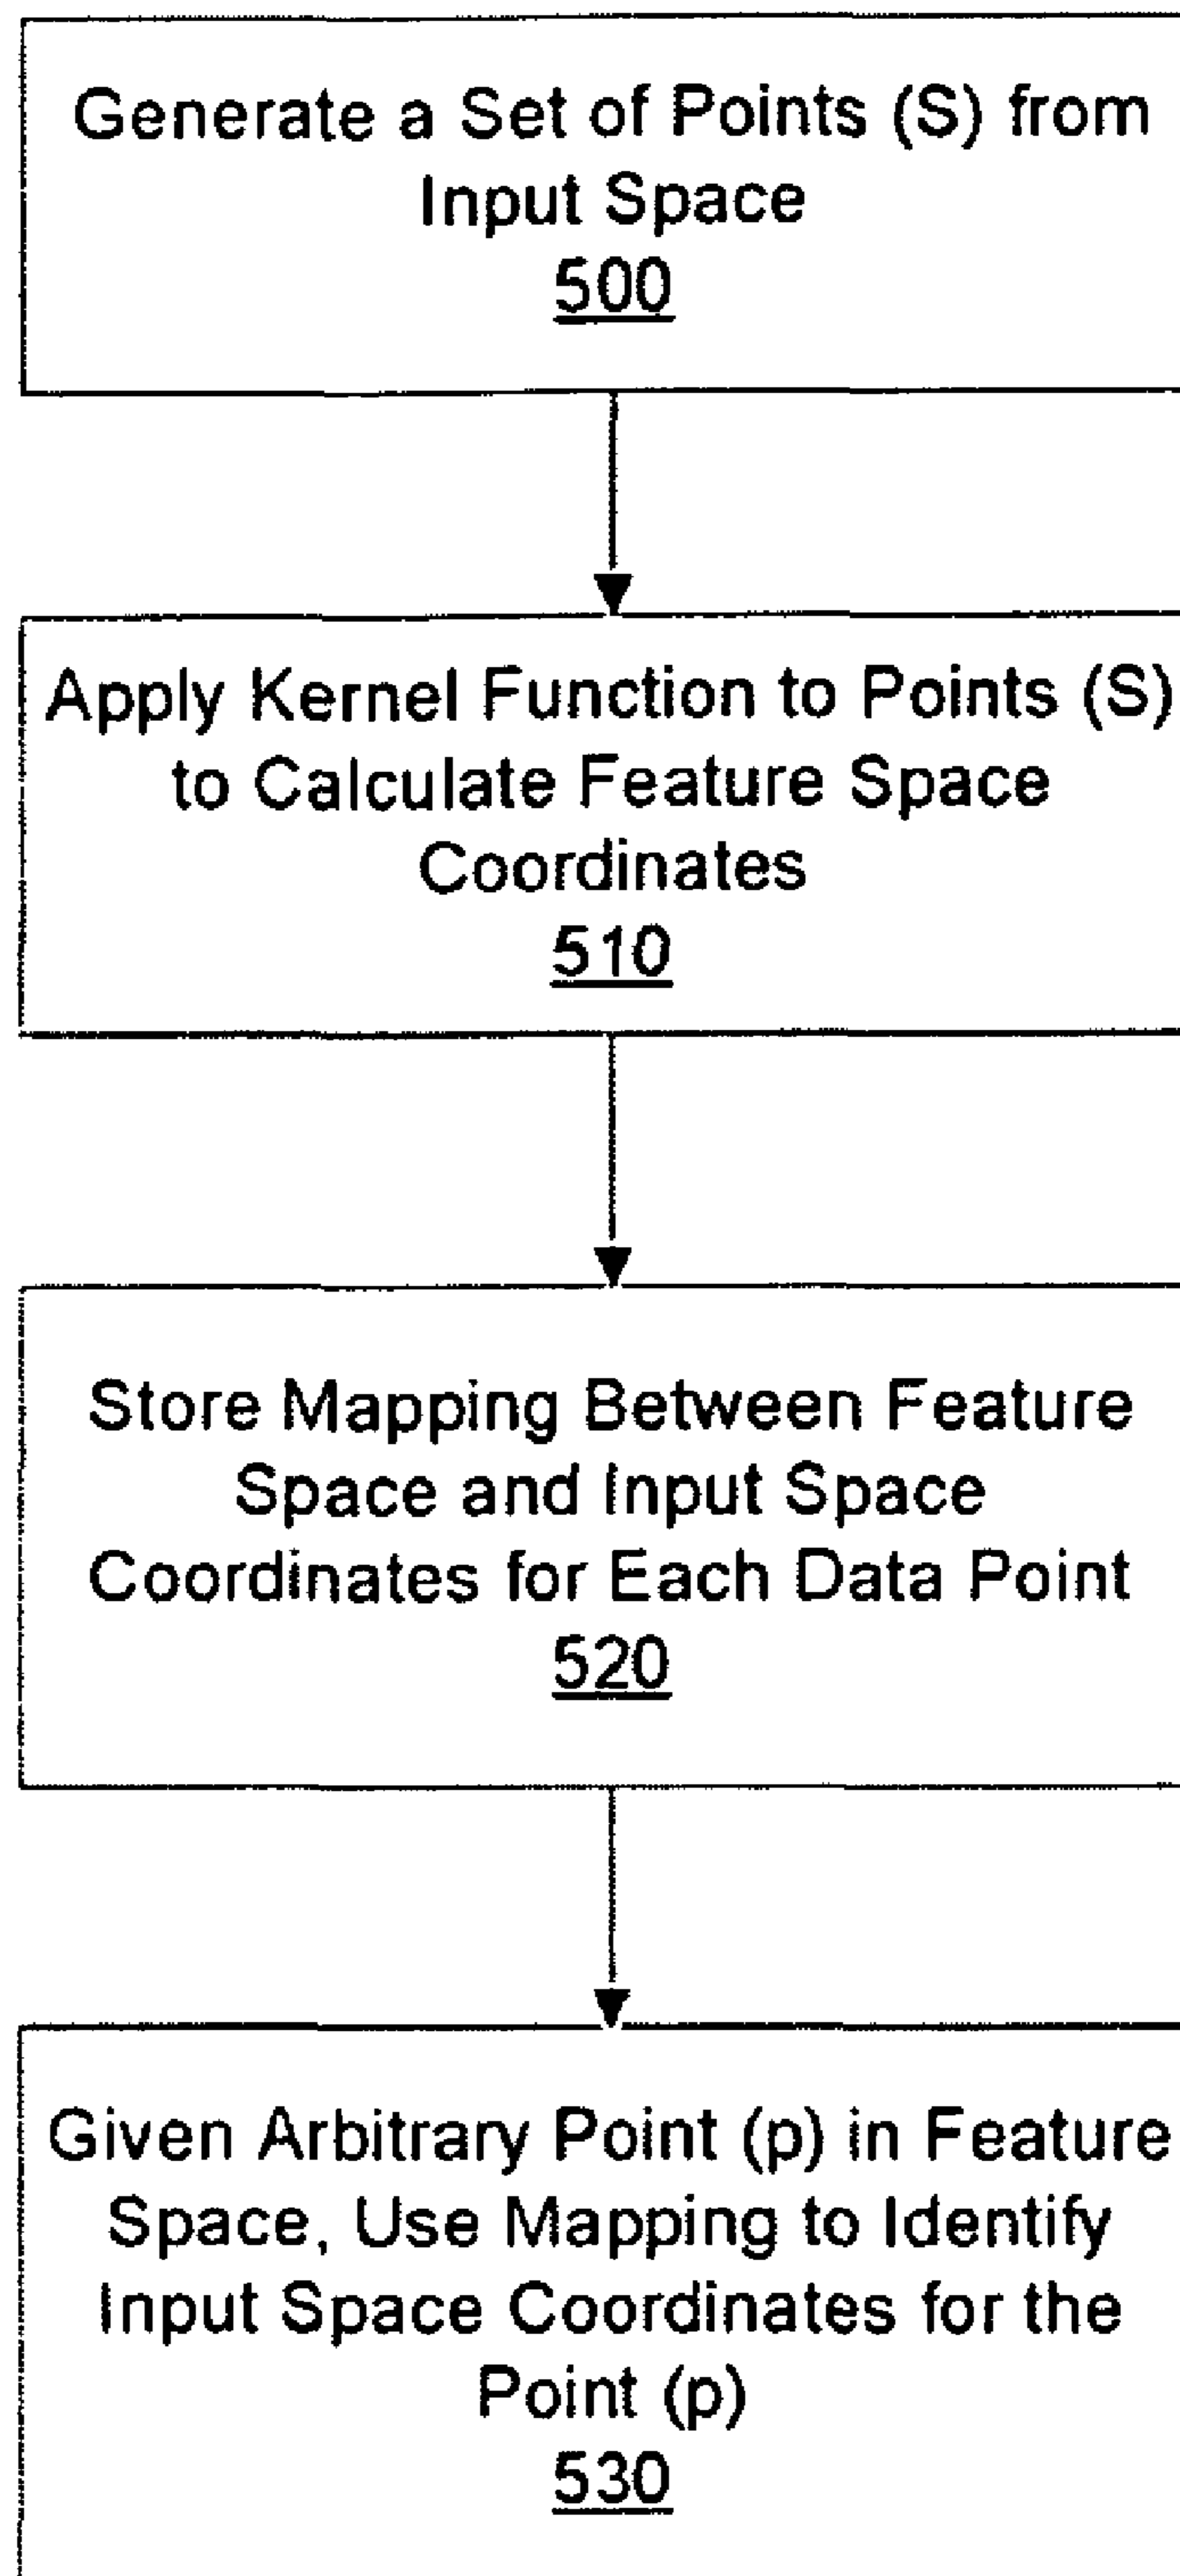 Generate a Set of Points (S) from
Input Space
500
Apply Kernel Function to Points (S)
to Calculate Feature Space
Coordinates
510
Store Mapping Between Feature
Space and Input Space
Coordinates for Each Data Point
520
Given Arbitrary Point (p) in Feature
Space, Use Mapping to Identify
Input Space Coordinates for the
Point (p)
530